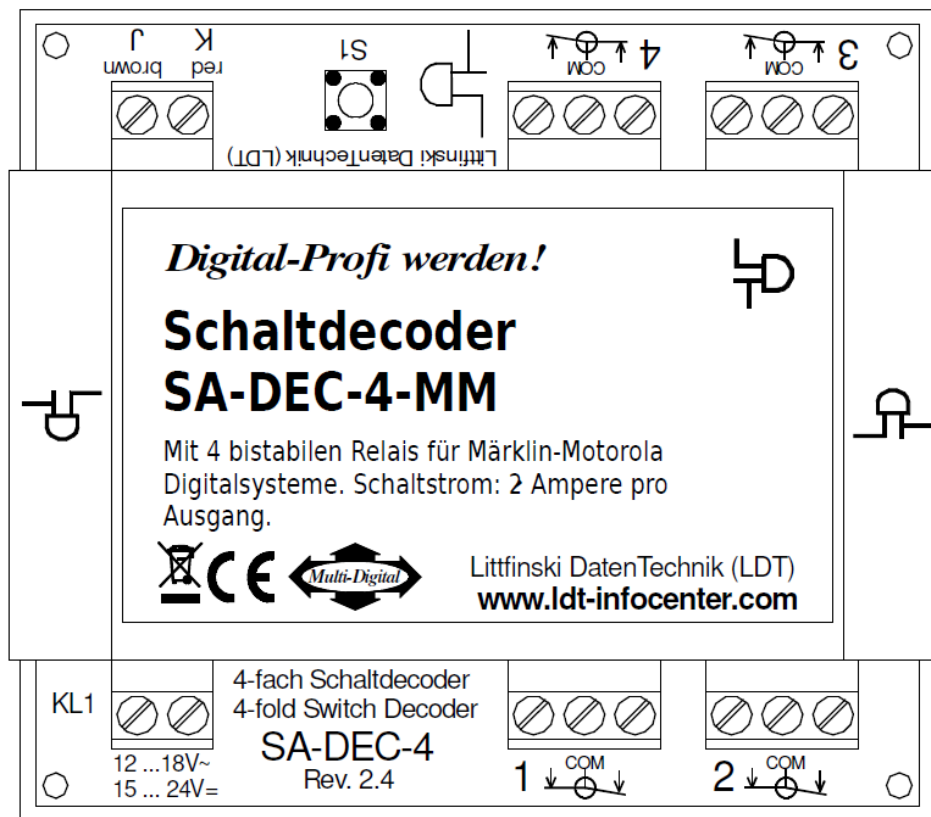 J K
brown red
S1
COM 4
COM 3
Littfinski DatenTechnik (LDT)
Digital-Profi werden!
Schaltdecoder
SA-DEC-4-MM
Mit 4 bistabilen Relais für Märklin-Motorola
Digitalsysteme. Schaltstrom: 2 Ampere pro
Ausgang.
CE Multi-Digital
Littfinski DatenTechnik (LDT)
www.ldt-infocenter.com
KL1
4-fach Schaltdecoder
4-fold Switch Decoder
SA-DEC-4
Rev. 2.4
12 ...18V~
15 ... 24V=
1 COM
2 COM